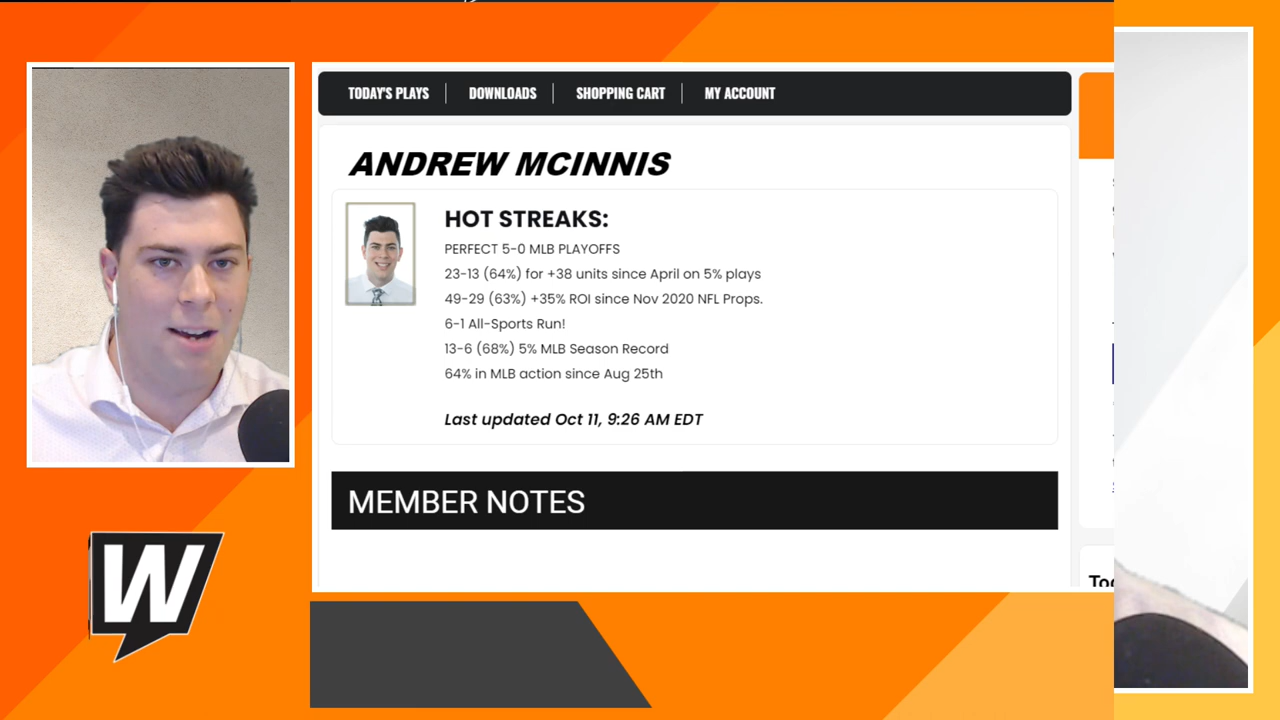 TODAY'S PLAYS
DOWNLOADS
SHOPPING CART
MY ACCOUNT
ANDREW MCINNIS
HOT STREAKS:
PERFECT 5-0 MLB PLAYOFFS
23-13 (64%) for +38 units since April on 5% plays
49-29 (63%) +35% ROI since Nov 2020 NFL Props.
6-1 All-Sports Run!
13-6 (68%) 5% MLB Season Record
64% in MLB action since Aug 25th
Last updated Oct 11, 9:26 AM EDT
MEMBER NOTES
W